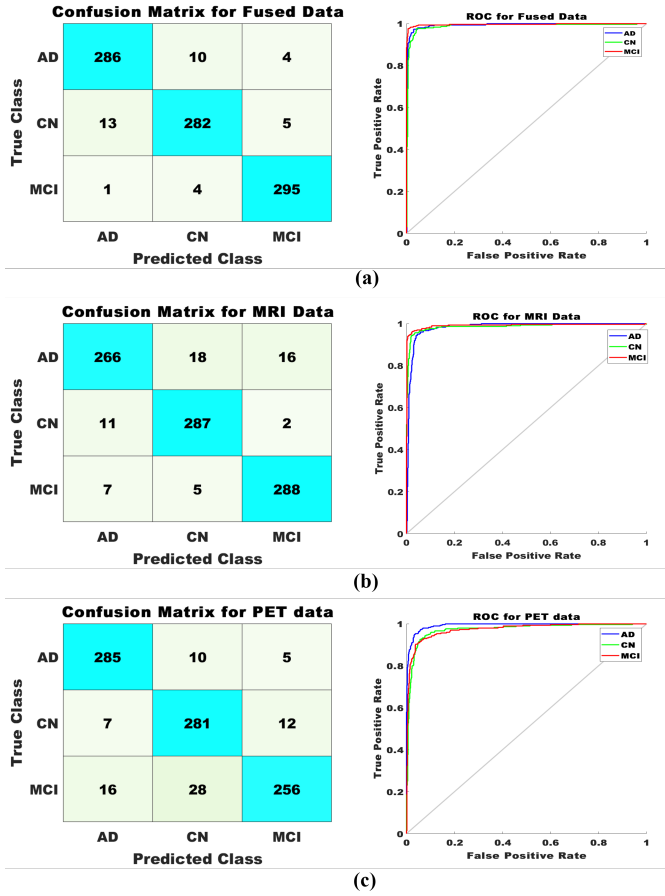 Confusion Matrix for Fused Data
True Class
AD
286 10 4
CN
13 282 5
MCI
1 4 295
AD CN MCI
Predicted Class
ROC for Fused Data
AD
CN
MCI
True Positive Rate
1
0.8
0.6
0.4
0.2
0
0 0.2 0.4 0.6 0.8 1
False Positive Rate
(a)
Confusion Matrix for MRI Data
True Class
AD
266 18 16
CN
11 287 2
MCI
7 5 288
AD CN MCI
Predicted Class
ROC for MRI Data
AD
CN
MCI
True Positive Rate
1
0.8
0.6
0.4
0.2
0
0 0.2 0.4 0.6 0.8 1
False Positive Rate
(b)
Confusion Matrix for PET data
True Class
AD
285 10 5
CN
7 281 12
MCI
16 28 256
AD CN MCI
Predicted Class
ROC for PET data
AD
CN
MCI
True Positive Rate
1
0.8
0.6
0.4
0.2
0
0 0.2 0.4 0.6 0.8 1
False Positive Rate
(c)